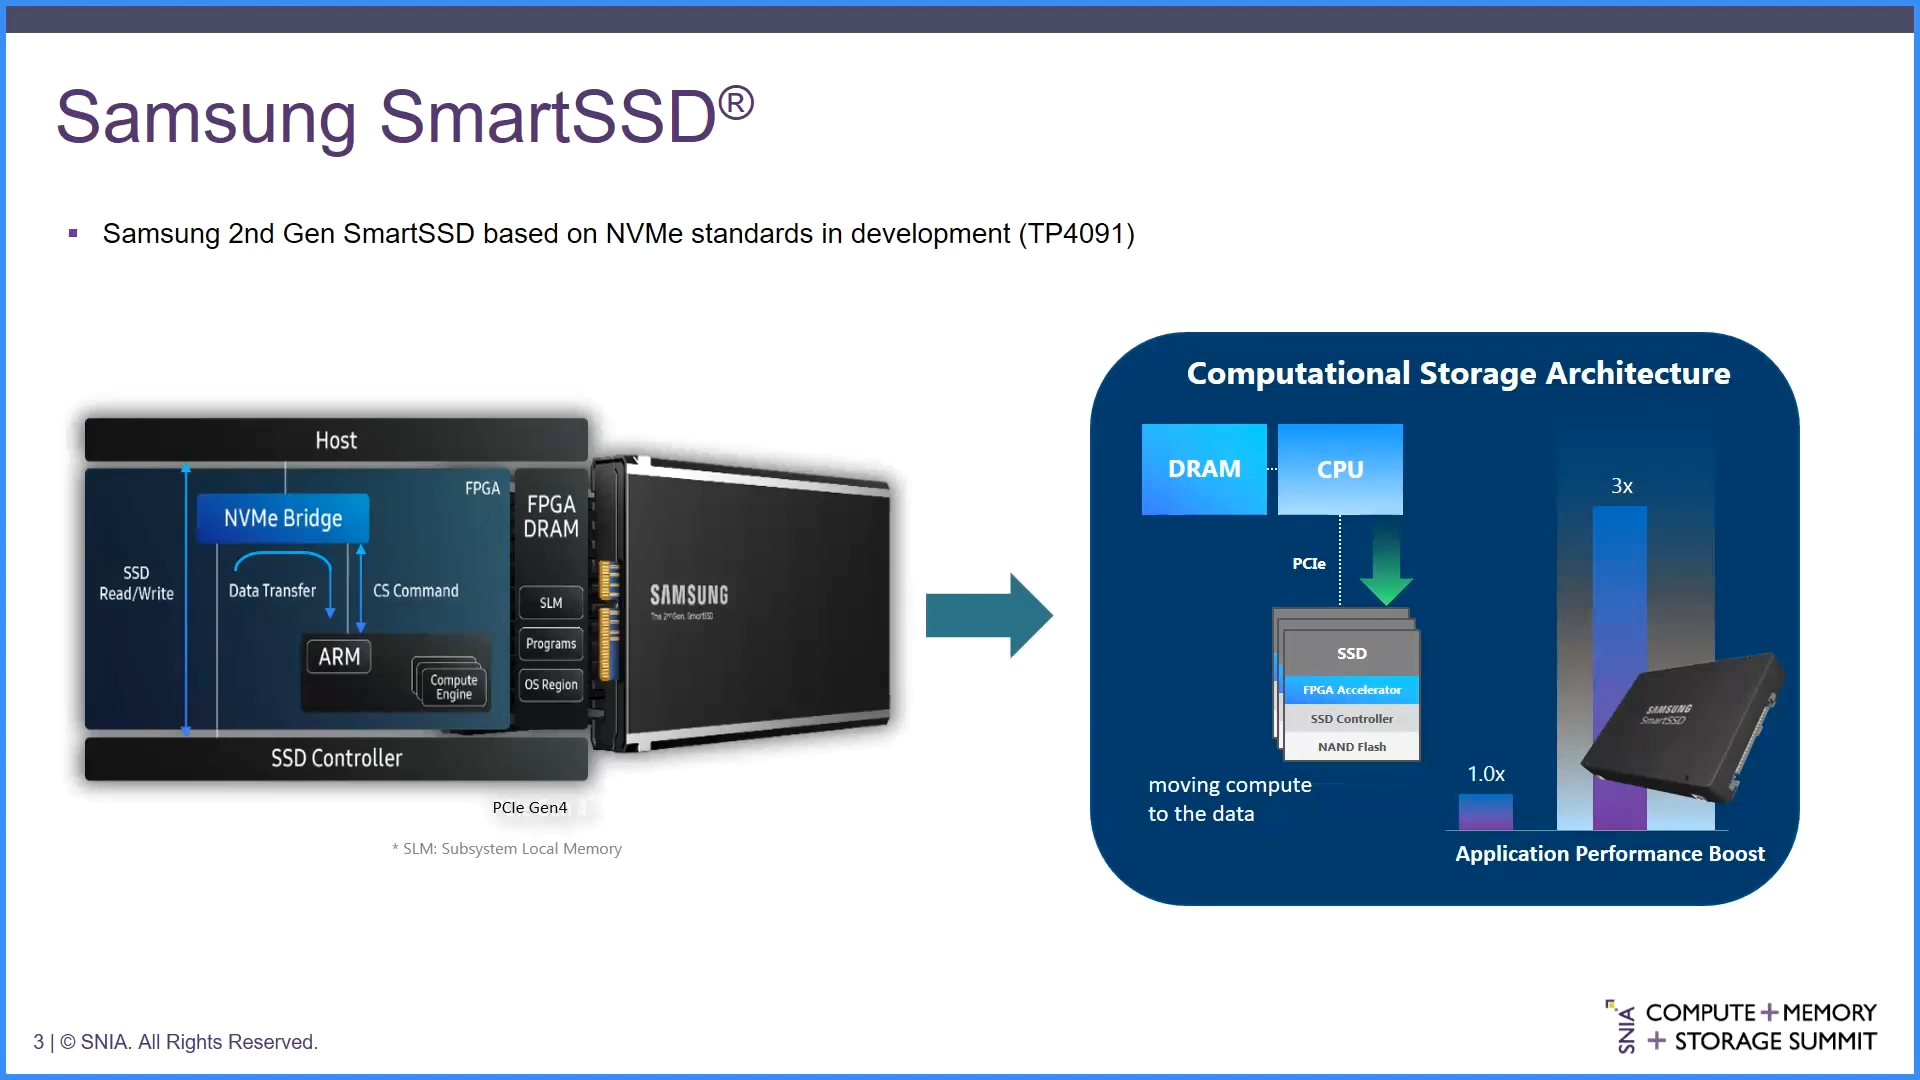 Samsung SmartSSD®
▪ Samsung 2nd Gen SmartSSD based on NVMe standards in development (TP4091)
Host
FPGA
NVMe Bridge
SSD
Read/Write
Data Transfer
CS Command
ARM
Compute
Engine
FPGA
DRAM
SLM
Programs
OS Region
SSD Controller
SAMSUNG
The 2nd Gen. SmartSSD
PCIe Gen4
* SLM: Subsystem Local Memory
Computational Storage Architecture
DRAM
CPU
PCIe
SSD
FPGA Accelerator
SSD Controller
NAND Flash
moving compute
to the data
1.0x
3x
SAMSUNG
SmartSSD
Application Performance Boost
3 | © SNIA. All Rights Reserved.
SNIA
COMPUTE+MEMORY
+ STORAGE SUMMIT